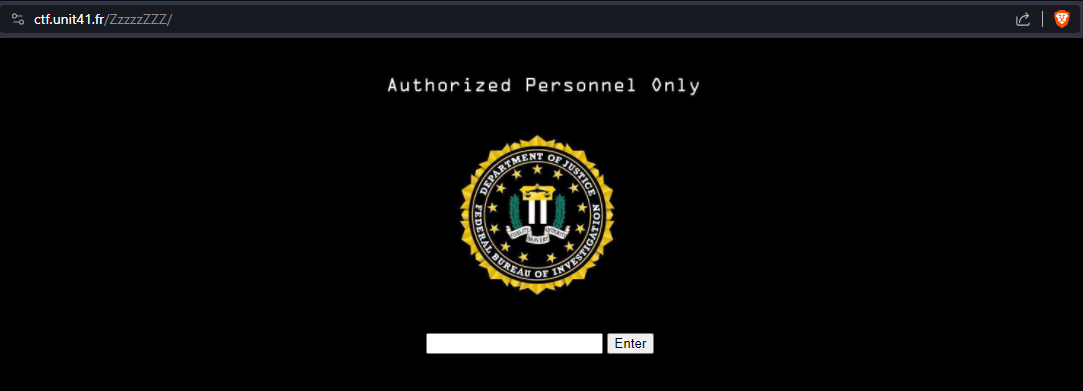 ctf.unit41.fr/ZzzzzZZZ/
Authorized Personnel Only
DEPARTMENT OF JUSTICE
FIDELITY BRAVERY INTEGRITY
FEDERAL BUREAU OF INVESTIGATION
Enter